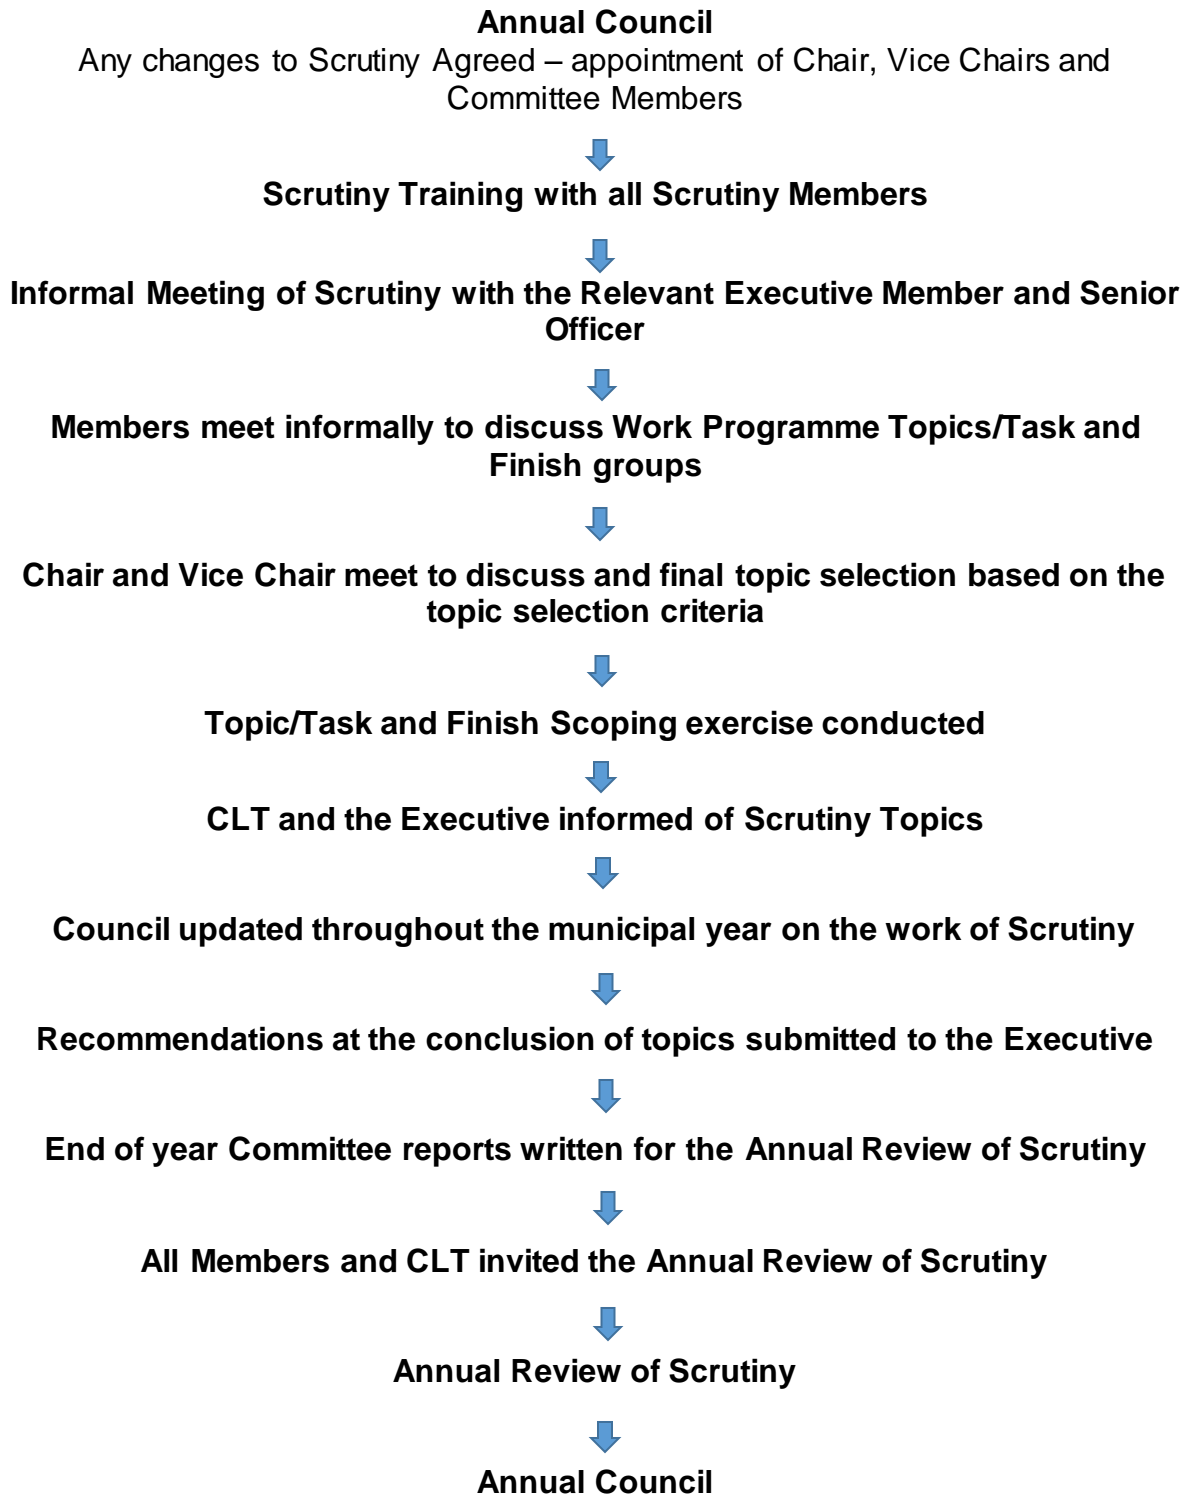 Annual Council
Any changes to Scrutiny Agreed – appointment of Chair, Vice Chairs and
Committee Members
Scrutiny Training with all Scrutiny Members
Informal Meeting of Scrutiny with the Relevant Executive Member and Senior
Officer
Members meet informally to discuss Work Programme Topics/Task and
Finish groups
Chair and Vice Chair meet to discuss and final topic selection based on the
topic selection criteria
Topic/Task and Finish Scoping exercise conducted
CLT and the Executive informed of Scrutiny Topics
Council updated throughout the municipal year on the work of Scrutiny
Recommendations at the conclusion of topics submitted to the Executive
End of year Committee reports written for the Annual Review of Scrutiny
All Members and CLT invited the Annual Review of Scrutiny
Annual Review of Scrutiny
Annual Council